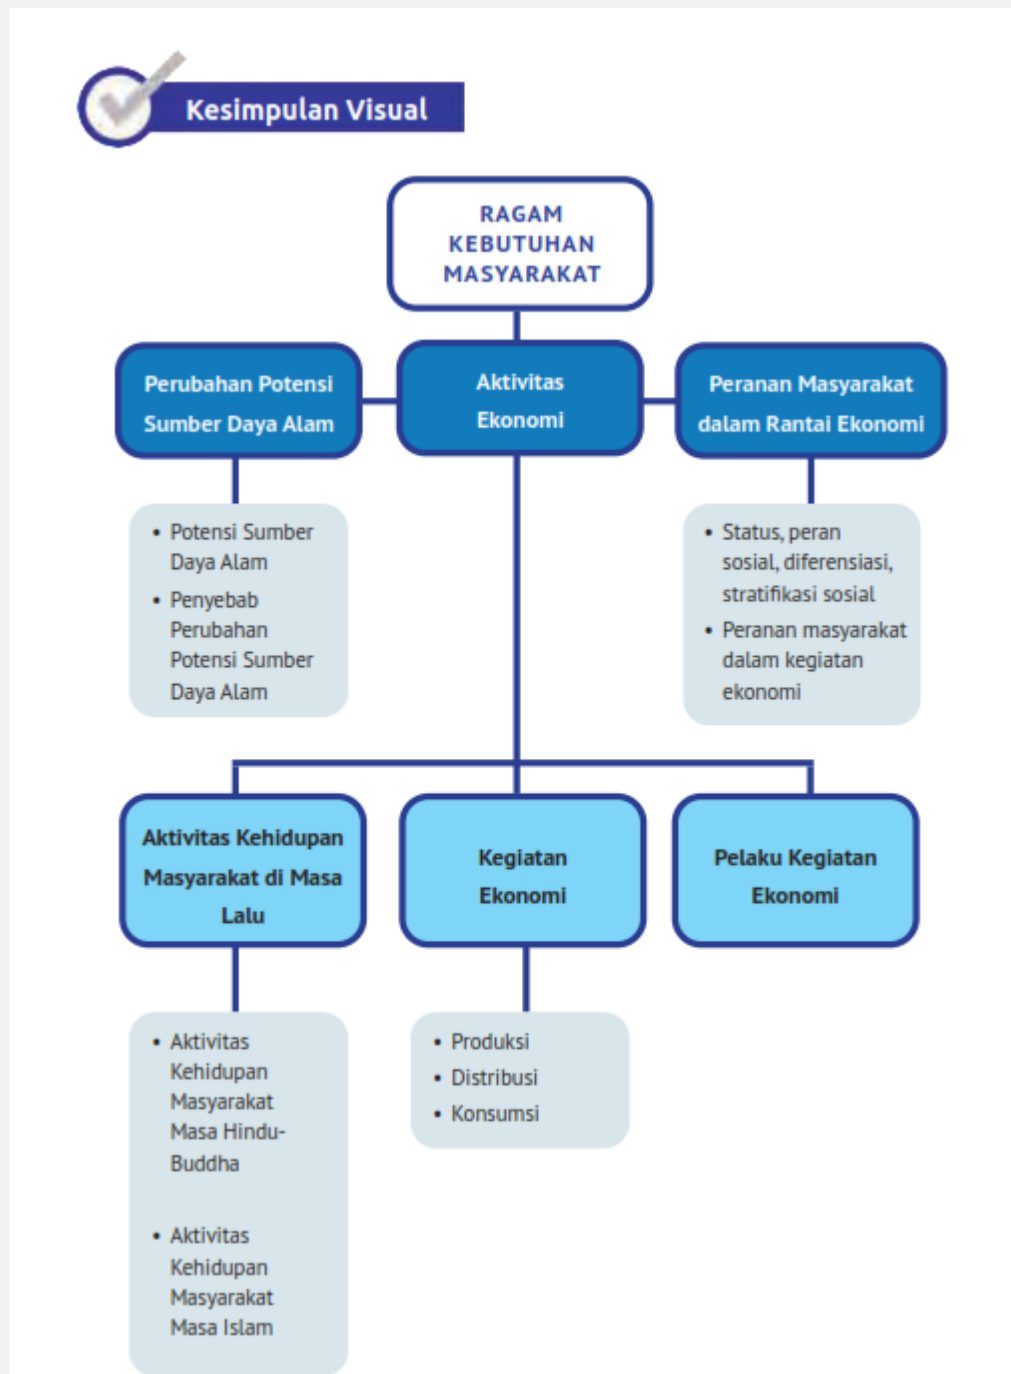 Kesimpulan Visual
RAGAM
KEBUTUHAN
MASYARAKAT
Perubahan Potensi
Sumber Daya Alam
Aktivitas
Ekonomi
Peranan Masyarakat
dalam Rantai Ekonomi
• Potensi Sumber
Daya Alam
• Penyebab
Perubahan
Potensi Sumber
Daya Alam
• Status, peran
sosial, diferensiasi,
stratifikasi sosial
• Peranan masyarakat
dalam kegiatan
ekonomi
Aktivitas Kehidupan
Masyarakat di Masa
Lalu
Kegiatan
Ekonomi
Pelaku Kegiatan
Ekonomi
• Aktivitas
Kehidupan
Masyarakat
Masa Hindu-
Buddha
• Aktivitas
Kehidupan
Masyarakat
Masa Islam
• Produksi
• Distribusi
• Konsumsi